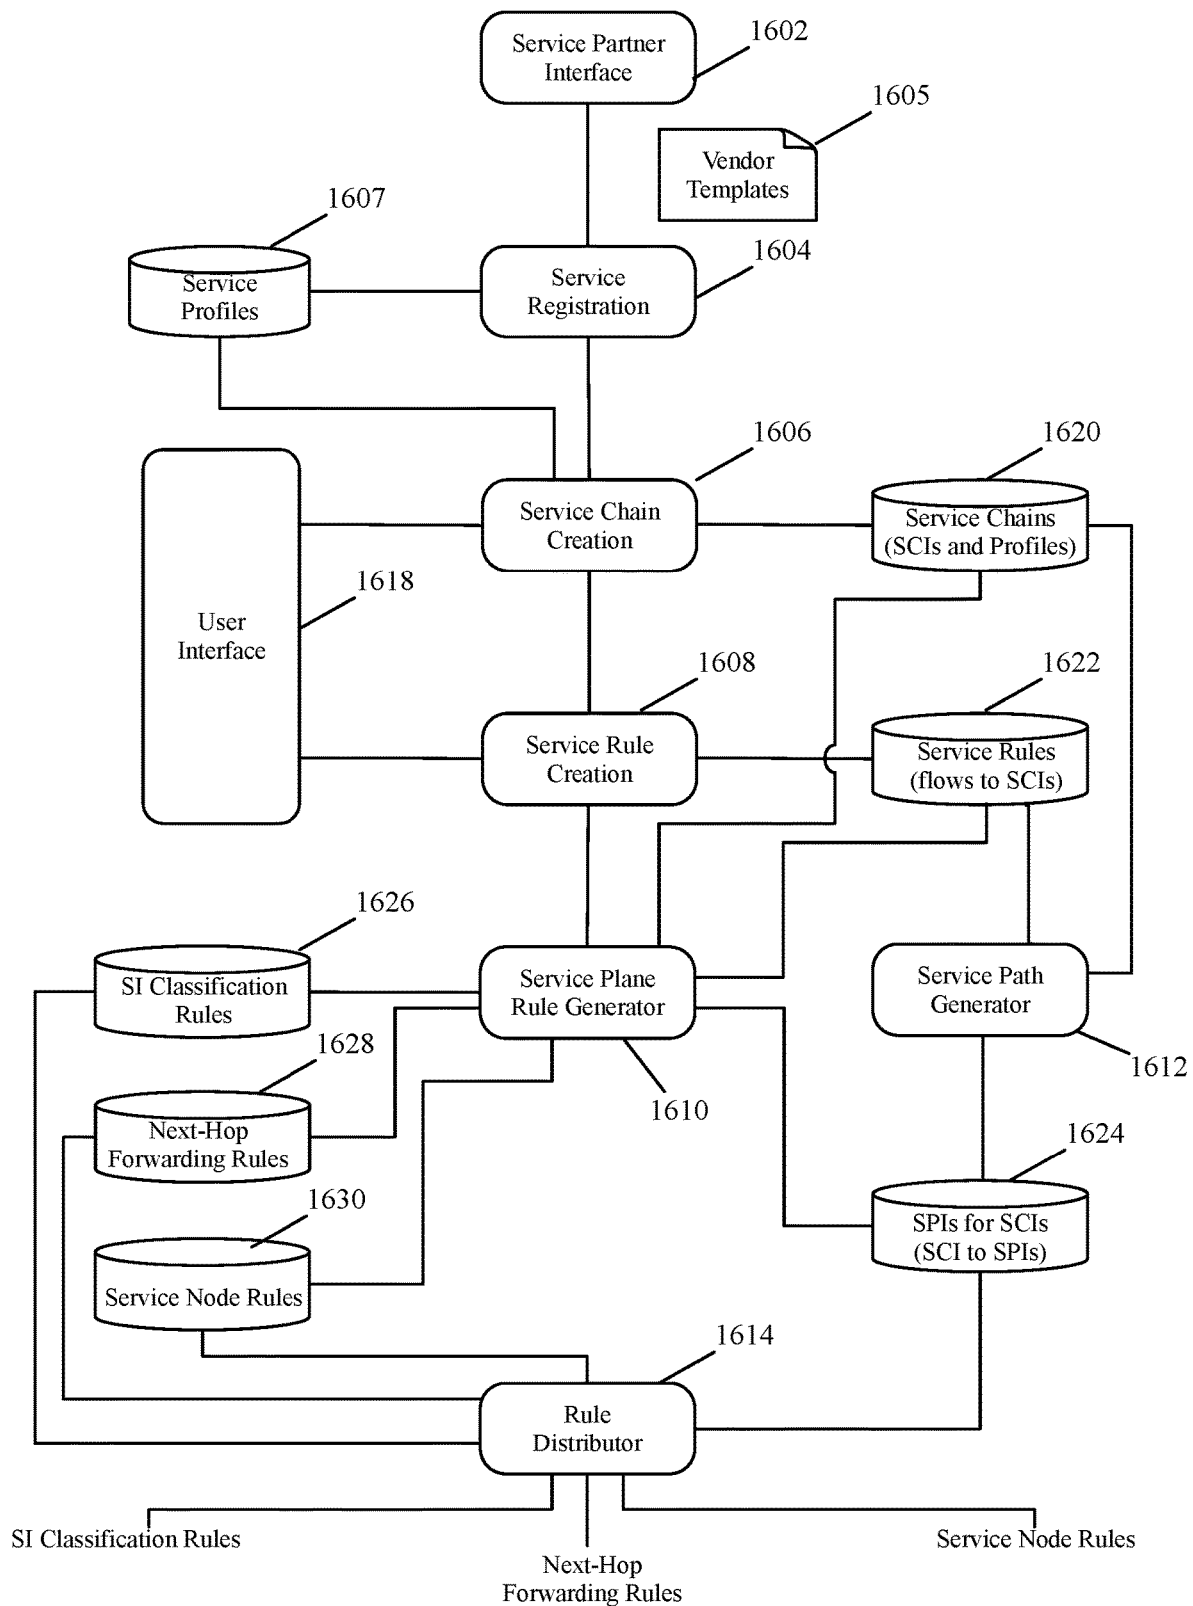 1602
Service Partner
Interface
1605
Vendor
Templates
1607
Service
Profiles
1604
Service
Registration
1606
1620
Service Chain
Creation
Service Chains
(SCIs and Profiles)
1618
User
Interface
1608
1622
Service Rule
Creation
Service Rules
(flows to SCIs)
1626
SI Classification
Rules
Service Plane
Rule Generator
Service Path
Generator
1628
1610
1612
Next-Hop
Forwarding Rules
1624
1630
SPIs for SCIs
(SCI to SPIs)
Service Node Rules
1614
Rule
Distributor
SI Classification Rules
Next-Hop
Forwarding Rules
Service Node Rules